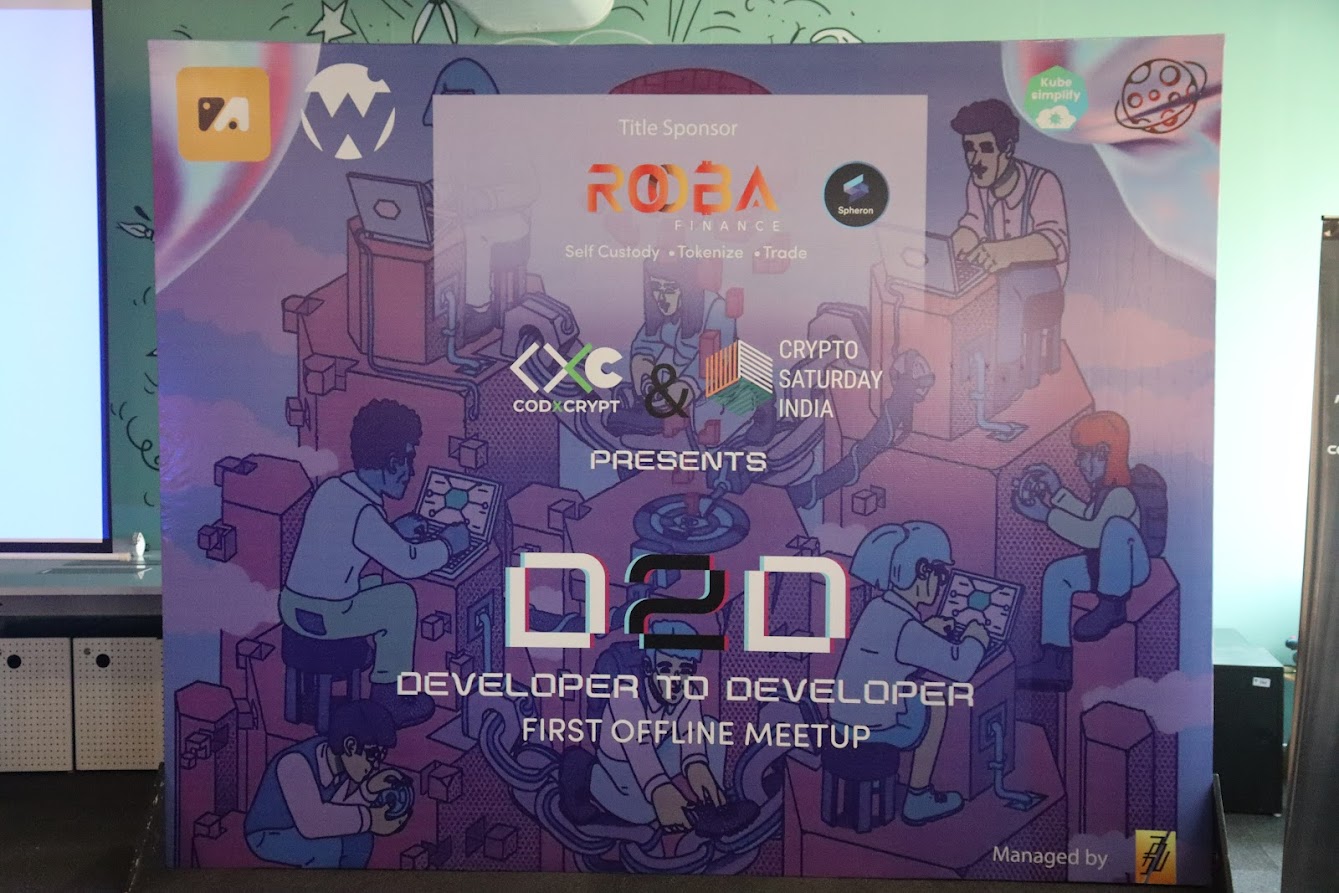 Title Sponsor
ROOBA
FINANCE
Spheron
Self Custody • Tokenize • Trade
Kube
simplify
CXC
CODXCRYPT
&
CRYPTO
SATURDAY
INDIA
PRESENTS
D2D
DEVELOPER TO DEVELOPER
FIRST OFFLINE MEETUP
Managed by